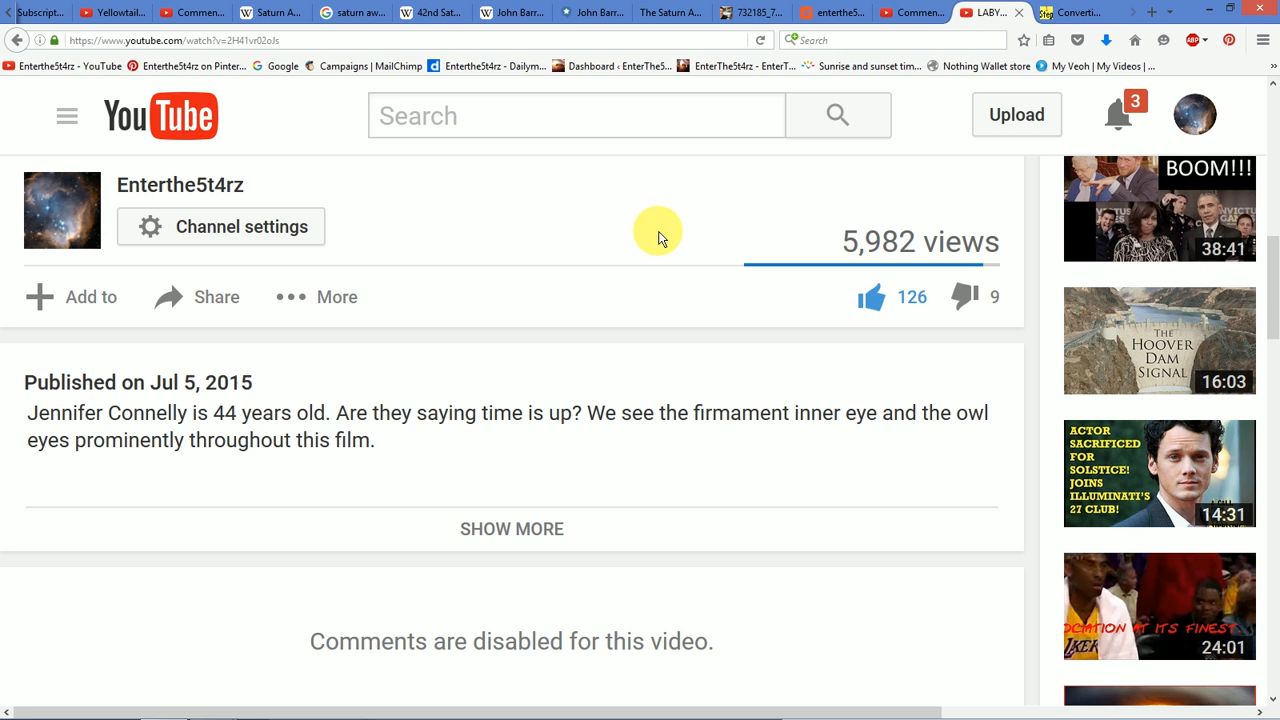 Subscript...
Yellowtail...
Commen...
Saturn A...
saturn aw...
42nd Sat...
John Barr...
John Barr...
The Saturn A...
732185_7...
enterthe5...
Commen...
LABY...
Converti...
https://www.youtube.com/watch?v=2H41vr02oJs
Search
Enterthe5t4rz - YouTube
Enterthe5t4rz on Pinter...
Google
Campaigns | MailChimp
Enterthe5t4rz - Dailym...
Dashboard ‹ EnterThe5...
EnterThe5t4rz - EnterT...
Sunrise and sunset tim...
Nothing Wallet store
My Veoh | My Videos | ...
YouTube
Search
Upload
3
Enterthe5t4rz
Channel settings
5,982 views
Add to
Share
More
126
9
Published on Jul 5, 2015
Jennifer Connelly is 44 years old. Are they saying time is up? We see the firmament inner eye and the owl
eyes prominently throughout this film.
SHOW MORE
Comments are disabled for this video.
BOOM!!!
38:41
THE
HOOVER
DAM
SIGNAL
16:03
ACTOR
SACRIFICED
FOR
SOLSTICE!
JOINS
ILLUMINATI'S
27 CLUB!
14:31
OCIATION AT ITS FINEST
24:01